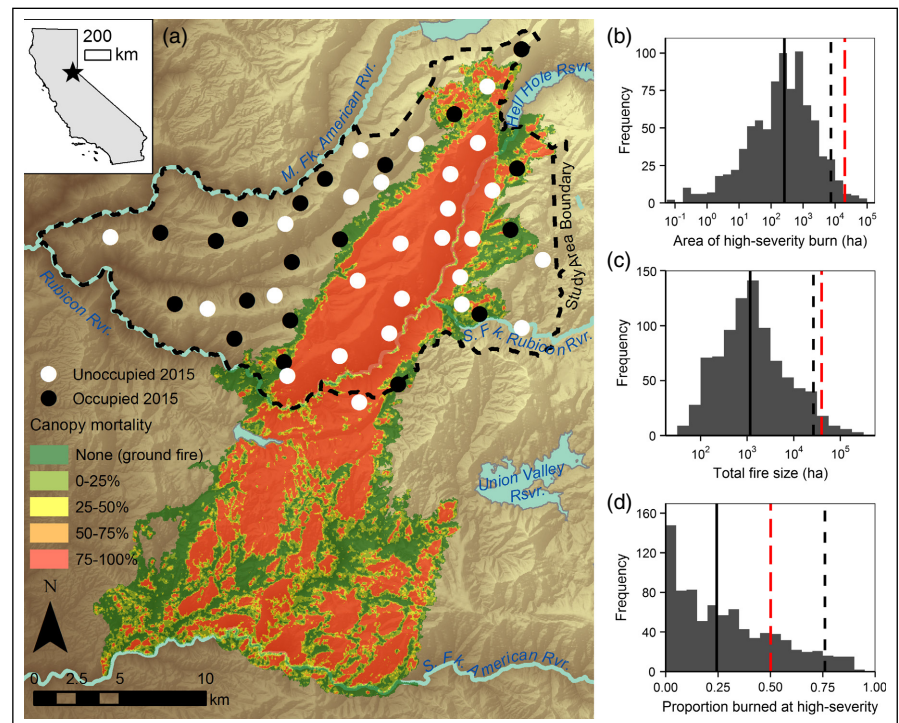 200
km
(a)
M. Fk. American Rvr.
Hell Hole Rsvr.
Study Area Boundary
Rubicon Rvr.
S. Fk. Rubicon Rvr.
Unoccupied 2015
Occupied 2015
Canopy mortality
None (ground fire)
0-25%
25-50%
50-75%
75-100%
Union Valley
Rsvr.
N
S. Fk. American Rvr.
0 2.5 5 10
km
(b)
100
75
50
25
0
Frequency
10⁻¹ 10⁰ 10¹ 10² 10³ 10⁴ 10⁵
Area of high-severity burn (ha)
(c)
150
100
50
0
Frequency
10² 10³ 10⁴ 10⁵
Total fire size (ha)
(d)
160
120
80
40
0
Frequency
0.00 0.25 0.50 0.75 1.00
Proportion burned at high-severity